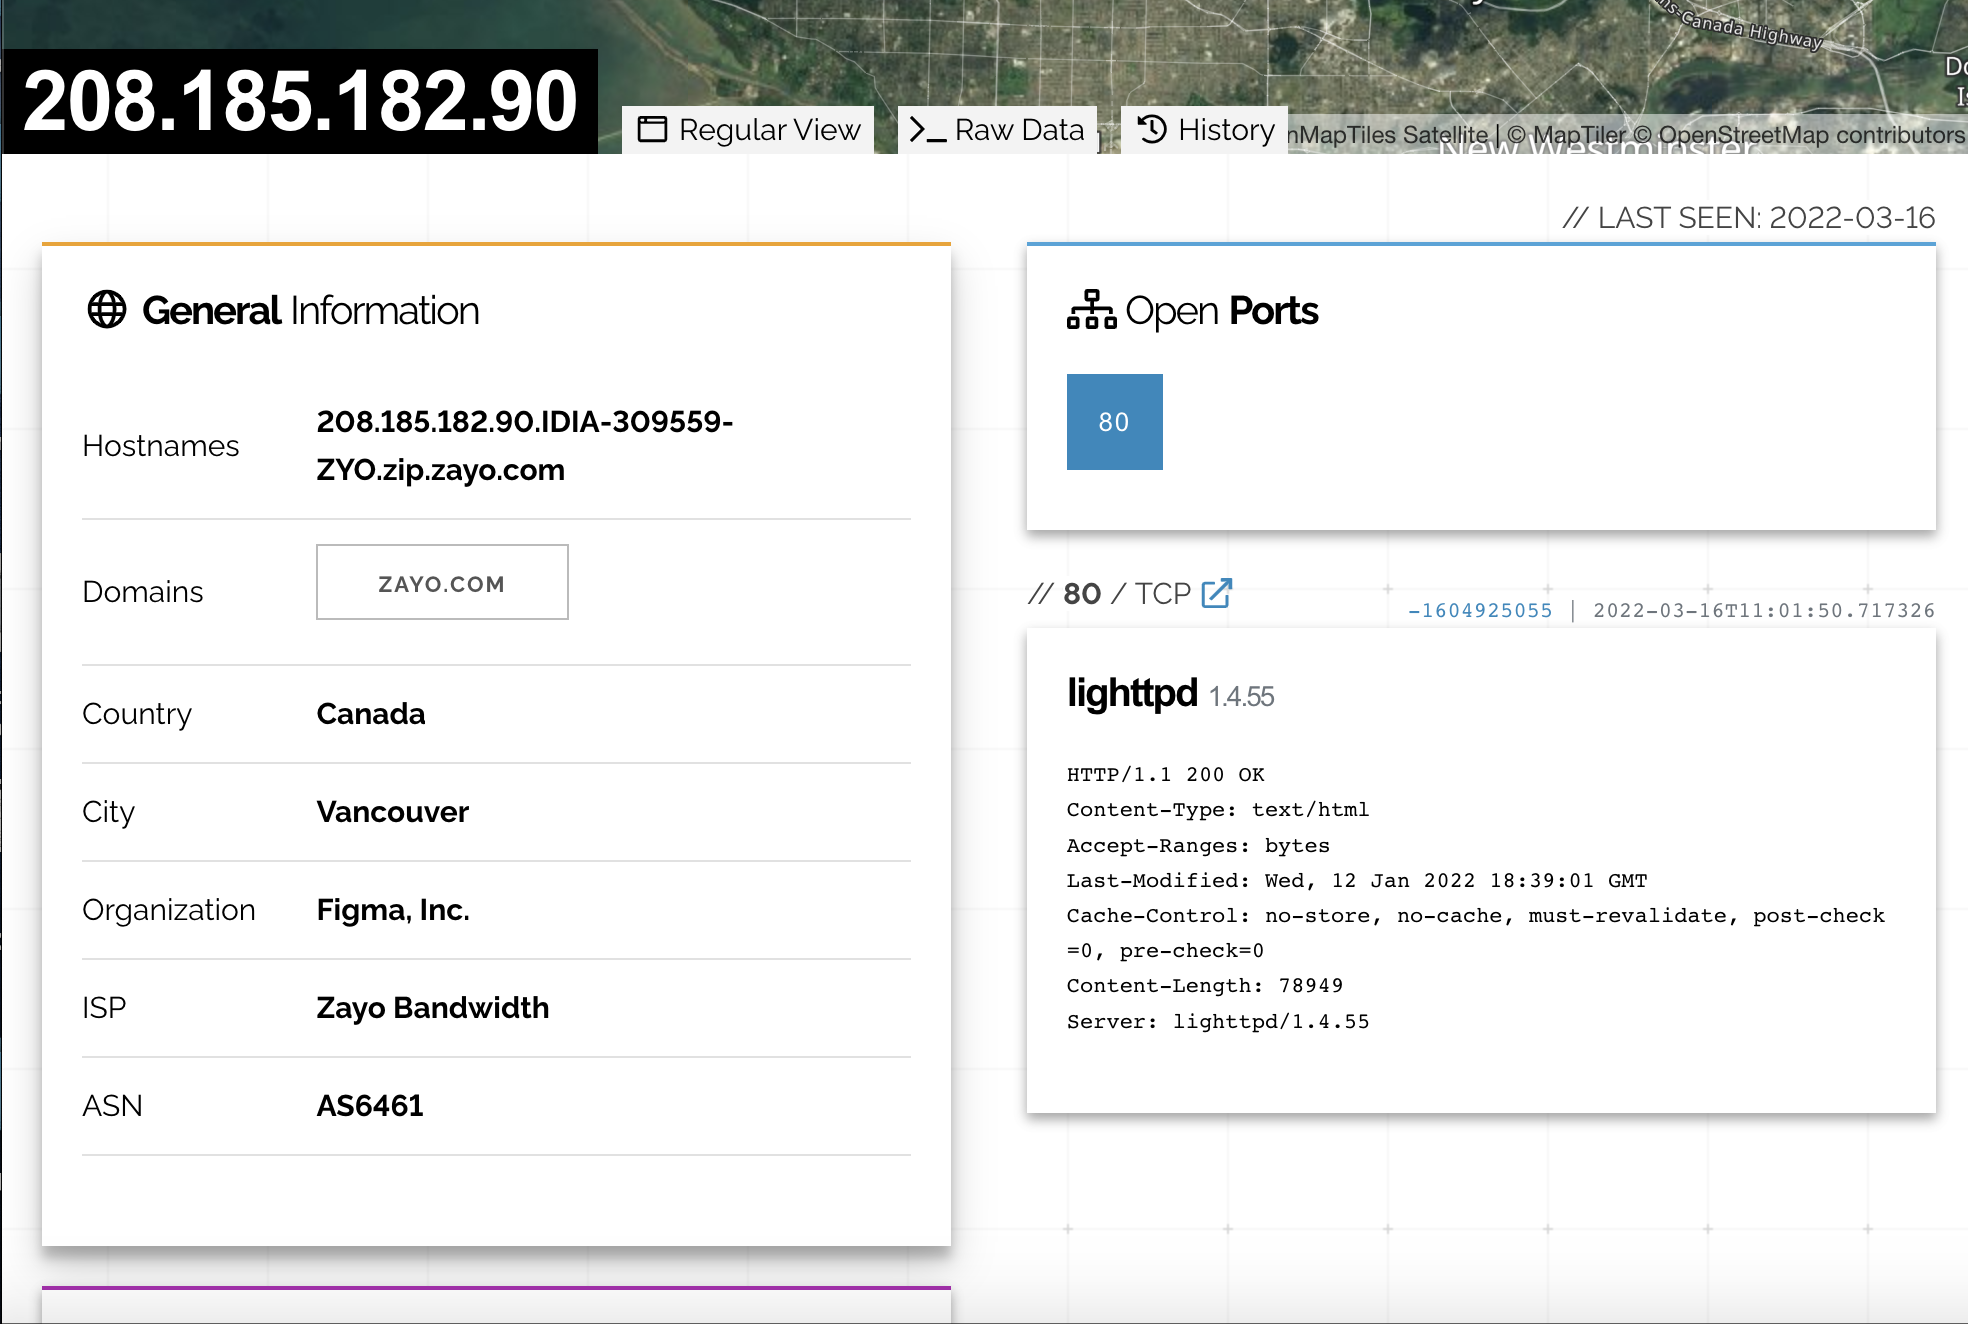 Canada Highway
208.185.182.90
Regular View
Raw Data
History
MapTiles Satellite | © MapTiler © OpenStreetMap contributors
New Westminster
// LAST SEEN: 2022-03-16
General Information
Hostnames
208.185.182.90.IDIA-309559-
ZYO.zip.zayo.com
Domains
ZAYO.COM
Country
Canada
City
Vancouver
Organization
Figma, Inc.
ISP
Zayo Bandwidth
ASN
AS6461
Open Ports
80
// 80 / TCP
-1604925055 | 2022-03-16T11:01:50.717326
lighttpd 1.4.55
HTTP/1.1 200 OK
Content-Type: text/html
Accept-Ranges: bytes
Last-Modified: Wed, 12 Jan 2022 18:39:01 GMT
Cache-Control: no-store, no-cache, must-revalidate, post-check
=0, pre-check=0
Content-Length: 78949
Server: lighttpd/1.4.55